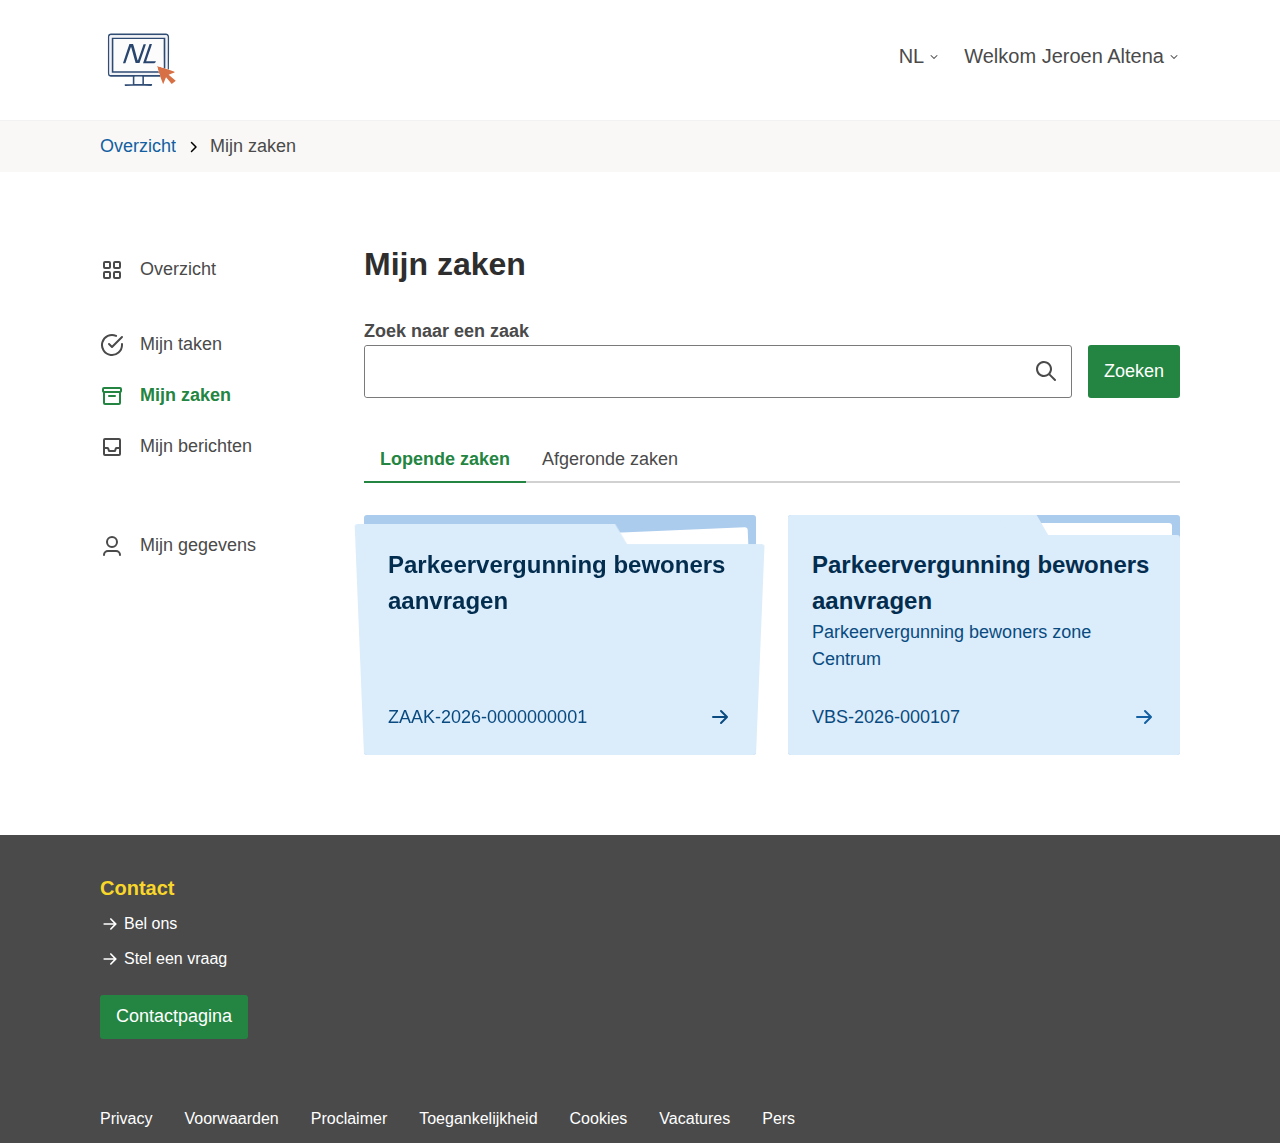 NL
NL
Welkom Jeroen Altena
Overzicht
Mijn zaken
Overzicht
Mijn taken
Mijn zaken
Mijn berichten
Mijn gegevens
Mijn zaken
Zoek naar een zaak
Zoeken
Lopende zaken
Afgeronde zaken
Parkeervergunning bewoners
aanvragen
ZAAK-2026-0000000001
Parkeervergunning bewoners
aanvragen
Parkeervergunning bewoners zone
Centrum
VBS-2026-000107
Contact
Bel ons
Stel een vraag
Contactpagina
Privacy
Voorwaarden
Proclaimer
Toegankelijkheid
Cookies
Vacatures
Pers